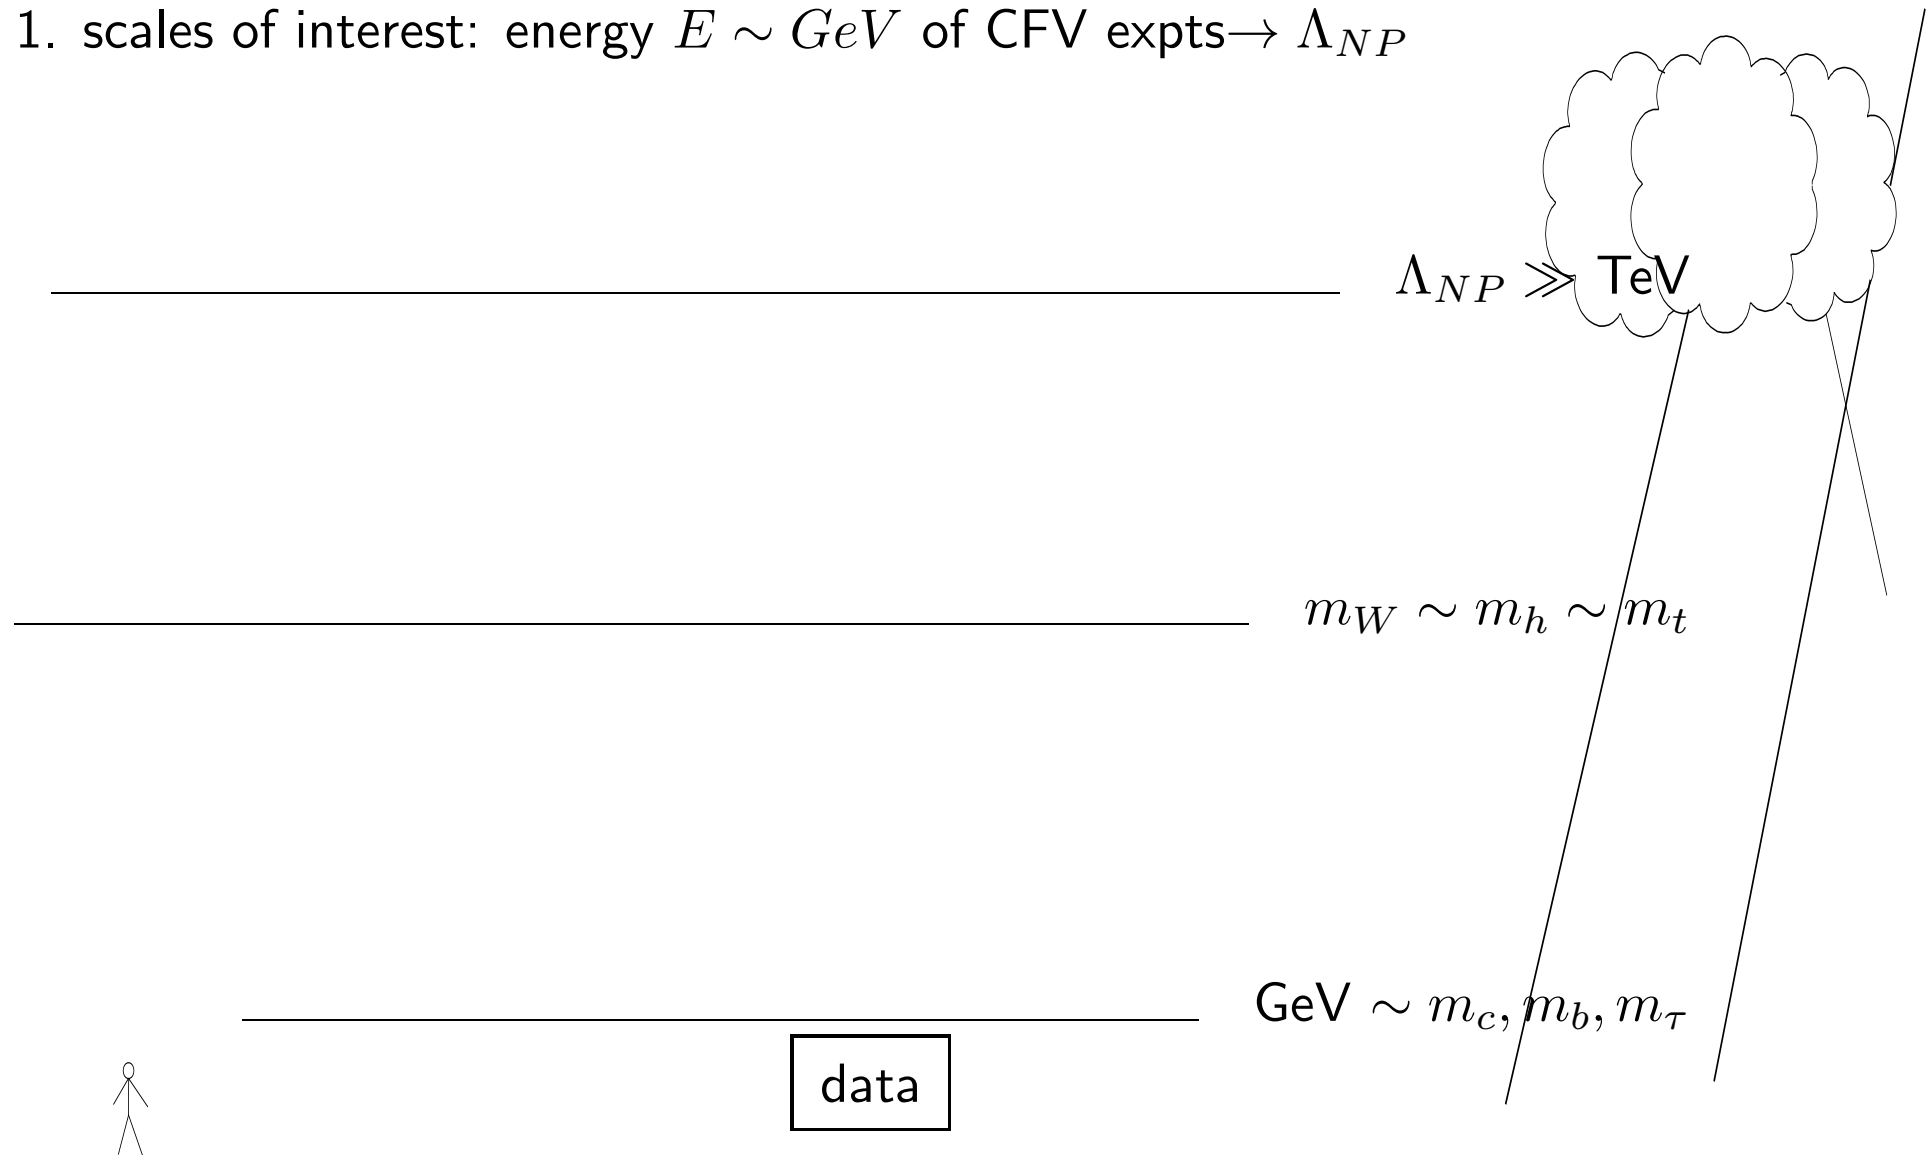 1. scales of interest: energy E ∼ GeV of CFV expts→ Λ_{NP}
Λ_{NP} ≫ TeV
m_W ∼ m_h ∼ m_t
GeV ∼ m_c, m_b, m_τ
data